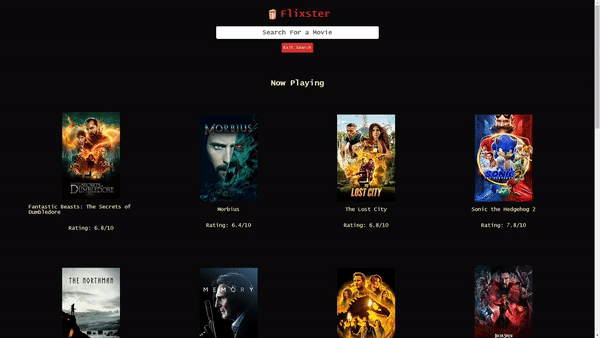 Flixster
Search For a Movie
Exit Search
Now Playing
DUMBLEDORE
MORBIUS
THE LOST CITY
SONIC
2
Fantastic Beasts: The Secrets of
Dumbledore
Morbius
The Lost City
Sonic the Hedgehog 2
Rating: 6.8/10
Rating: 6.4/10
Rating: 6.8/10
Rating: 7.8/10
THE NORTHMAN
MEMORY